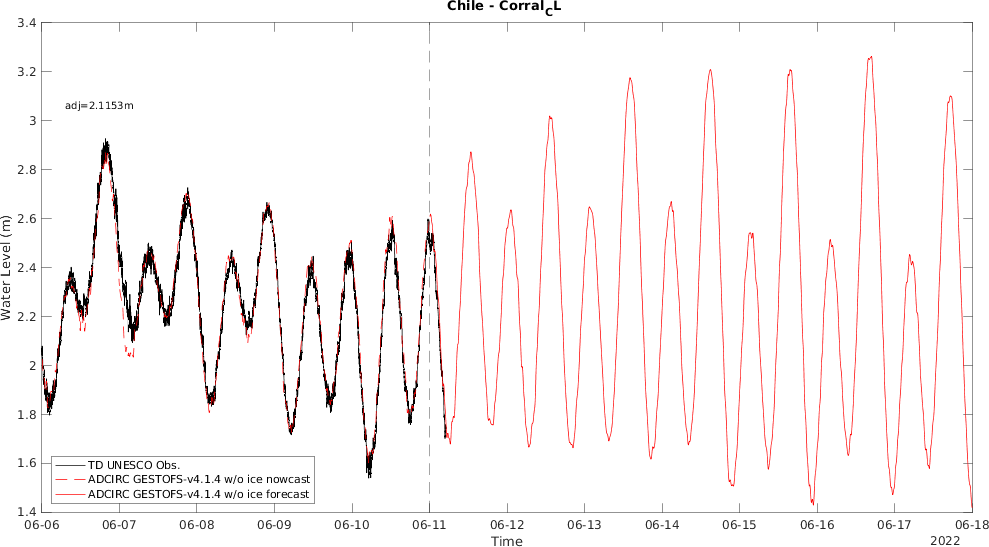 Chile - Corral_CL
adj=2.1153m
Water Level (m)
3.4
3.2
3
2.8
2.6
2.4
2.2
2
1.8
1.6
1.4
TD UNESCO Obs.
ADCIRC GESTOFS-v4.1.4 w/o ice nowcast
ADCIRC GESTOFS-v4.1.4 w/o ice forecast
06-06 06-07 06-08 06-09 06-10 06-11 06-12 06-13 06-14 06-15 06-16 06-17 06-18
Time
2022